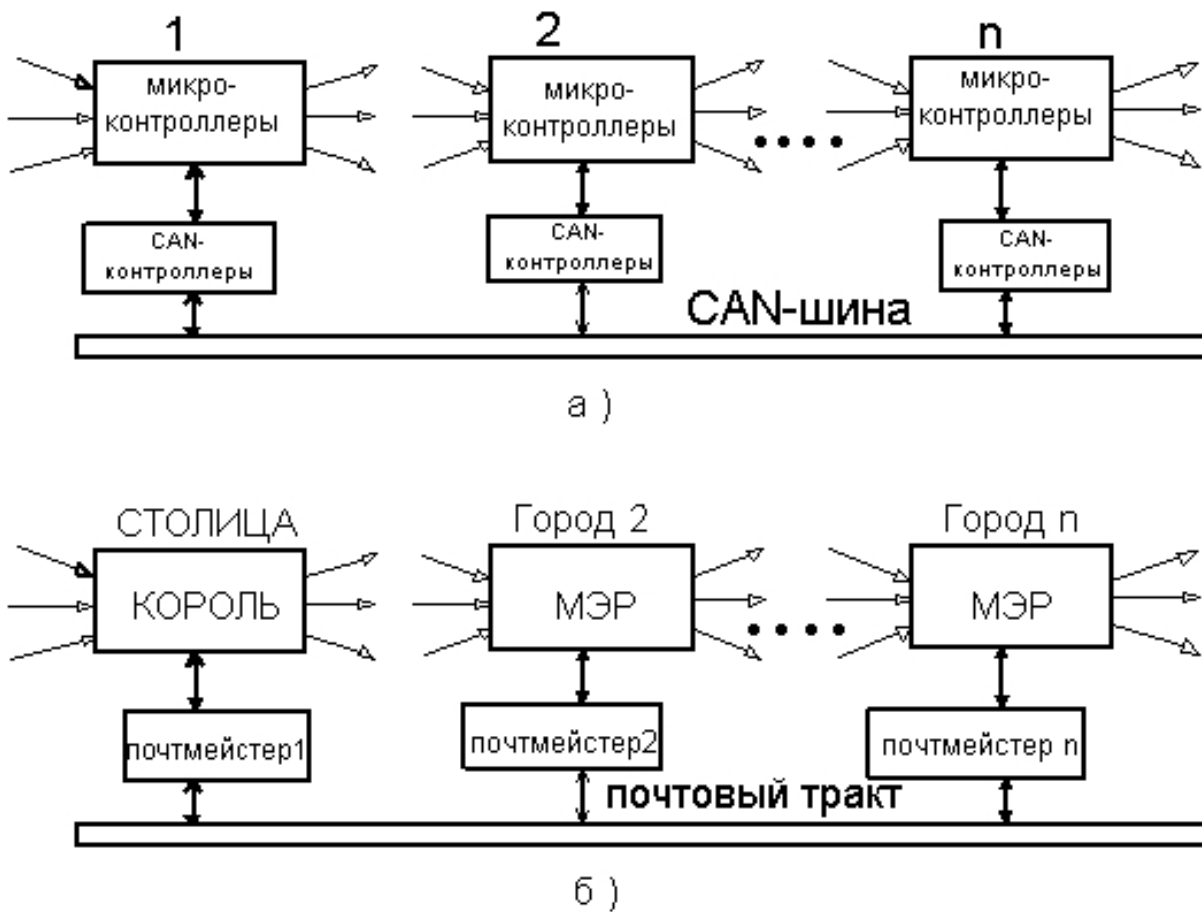 1
2
n
микро-
контроллеры
микро-
контроллеры
микро-
контроллеры
CAN-
контроллеры
CAN-
контроллеры
CAN-
контроллеры
CAN-шина
а )
СТОЛИЦА
Город 2
Город n
КОРОЛЬ
МЭР
МЭР
почтмейстер1
почтмейстер2
почтмейстер n
почтовый тракт
б )